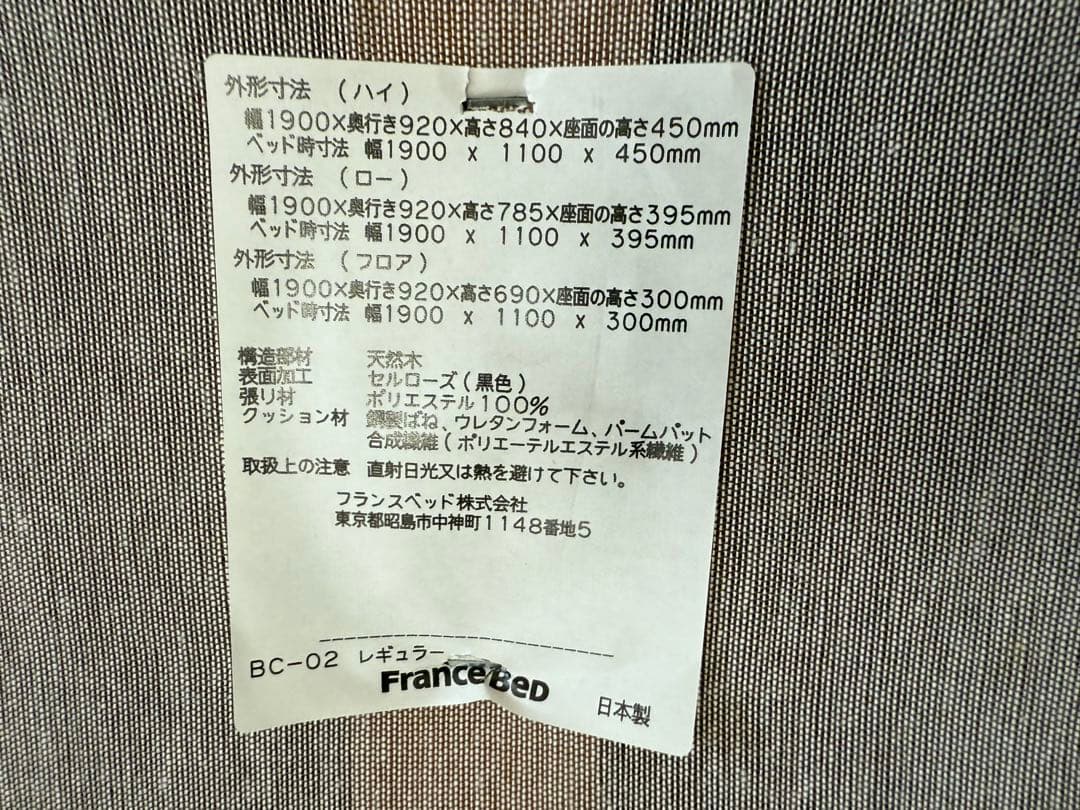 外形寸法 (ハイ)
幅1900×奥行き920×高さ840×座面の高さ450mm
ベッド時寸法 幅1900 x 1100 x 450mm
外形寸法 (ロー)
幅1900×奥行き920×高さ785×座面の高さ395mm
ベッド時寸法 幅1900 x 1100 x 395mm
外形寸法 (フロア)
幅1900×奥行き920×高さ690×座面の高さ300mm
ベッド時寸法 幅1900 x 1100 x 300mm
構造部材 天然木
表面加工 セルローズ(黒色)
張り材 ポリエステル100%
クッション材 鋼製ばね、ウレタンフォーム、パームパット
合成繊維(ポリエーテルエステル系繊維)
取扱上の注意 直射日光又は熱を避けて下さい。
フランスベッド株式会社
東京都昭島市中神町1148番地5
BC-02 レギュラー
FranceBeD
日本製